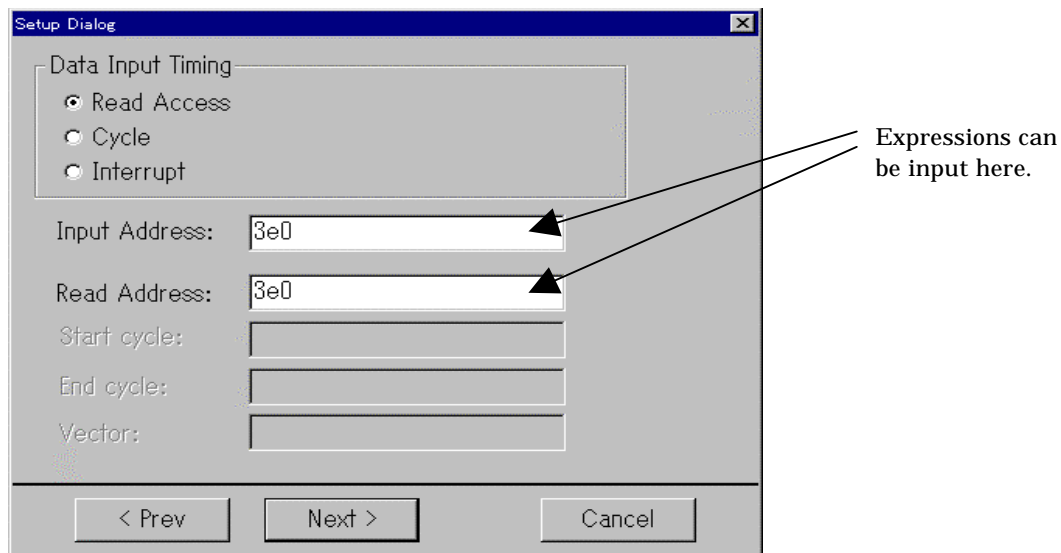 Setup Dialog
Data Input Timing
Read Access
Cycle
Interrupt
Input Address: 3e0
Read Address: 3e0
Start cycle:
End cycle:
Vector:
< Prev Next > Cancel
Expressions can
be input here.